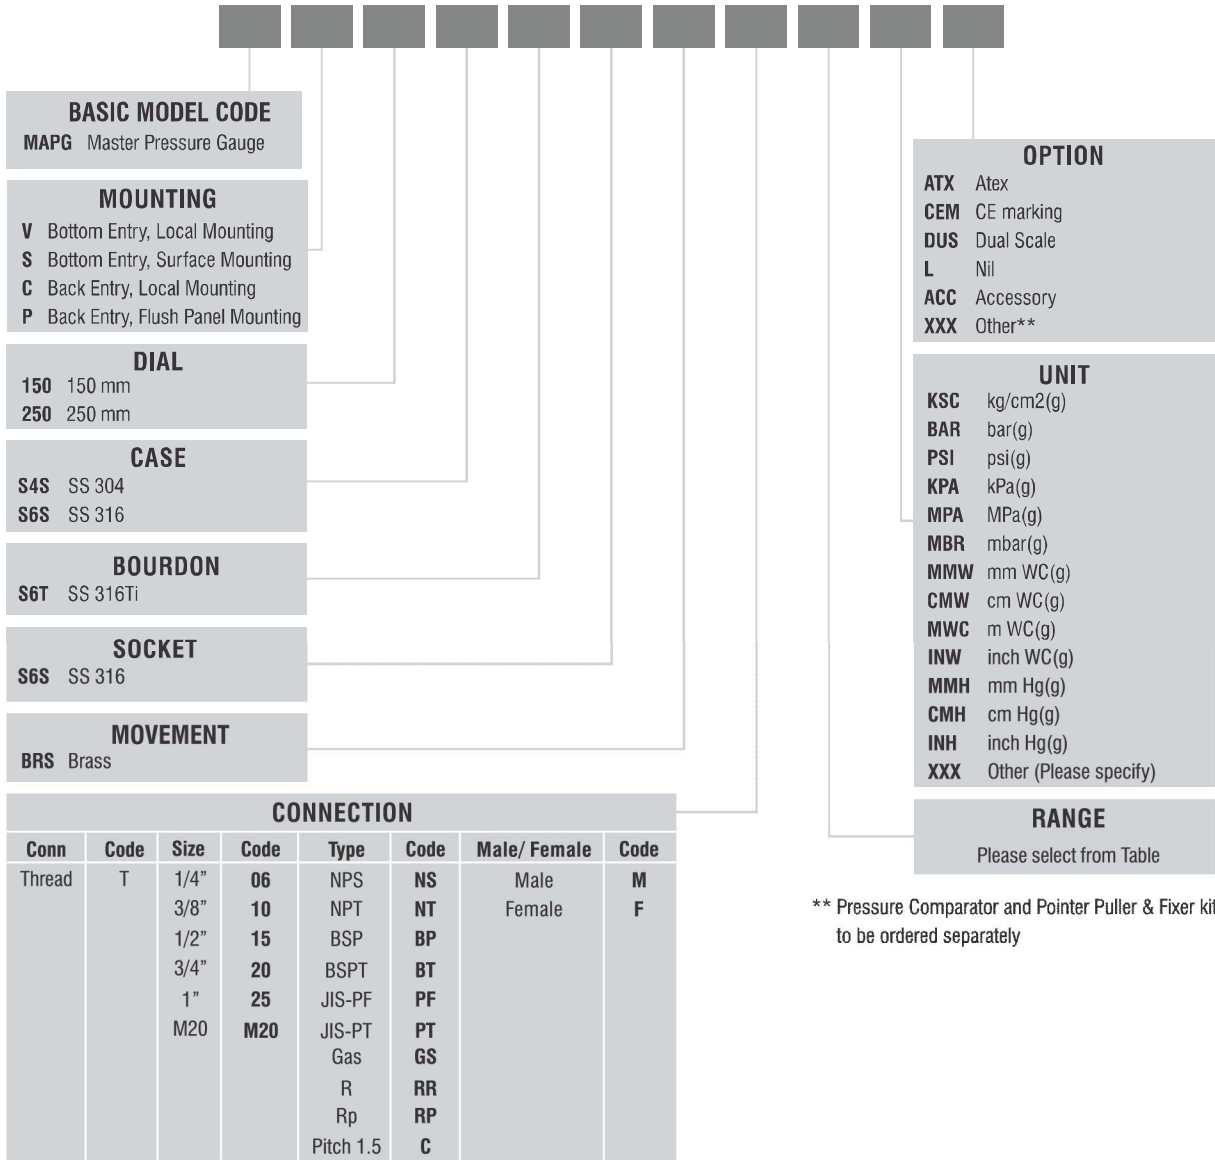 BASIC MODEL CODE
MAPG Master Pressure Gauge
MOUNTING
V Bottom Entry, Local Mounting
S Bottom Entry, Surface Mounting
C Back Entry, Local Mounting
P Back Entry, Flush Panel Mounting
DIAL
150 150 mm
250 250 mm
CASE
S4S SS 304
S6S SS 316
BOURDON
S6T SS 316Ti
SOCKET
S6S SS 316
MOVEMENT
BRS Brass
CONNECTION
Conn Code Size Code Type Code Male/ Female Code
Thread T 1/4” 06 NPS NS Male M
3/8” 10 NPT NT Female F
1/2” 15 BSP BP
3/4” 20 BSPT BT
1” 25 JIS-PF PF
M20 M20 JIS-PT PT
Gas GS
R RR
Rp RP
Pitch 1.5 C
OPTION
ATX Atex
CEM CE marking
DUS Dual Scale
L Nil
ACC Accessory
XXX Other**
UNIT
KSC kg/cm2(g)
BAR bar(g)
PSI psi(g)
KPA kPa(g)
MPA MPa(g)
MBR mbar(g)
MMW mm WC(g)
CMW cm WC(g)
MWC m WC(g)
INW inch WC(g)
MMH mm Hg(g)
CMH cm Hg(g)
INH inch Hg(g)
XXX Other (Please specify)
RANGE
Please select from Table
** Pressure Comparator and Pointer Puller & Fixer kit
to be ordered separately